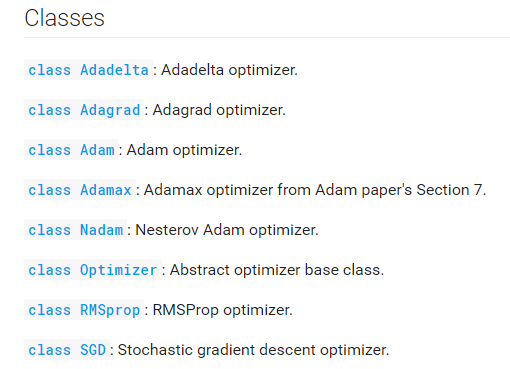 Classes
class Adadelta : Adadelta optimizer.
class Adagrad : Adagrad optimizer.
class Adam : Adam optimizer.
class Adamax : Adamax optimizer from Adam paper's Section 7.
class Nadam : Nesterov Adam optimizer.
class Optimizer : Abstract optimizer base class.
class RMSprop : RMSProp optimizer.
class SGD : Stochastic gradient descent optimizer.